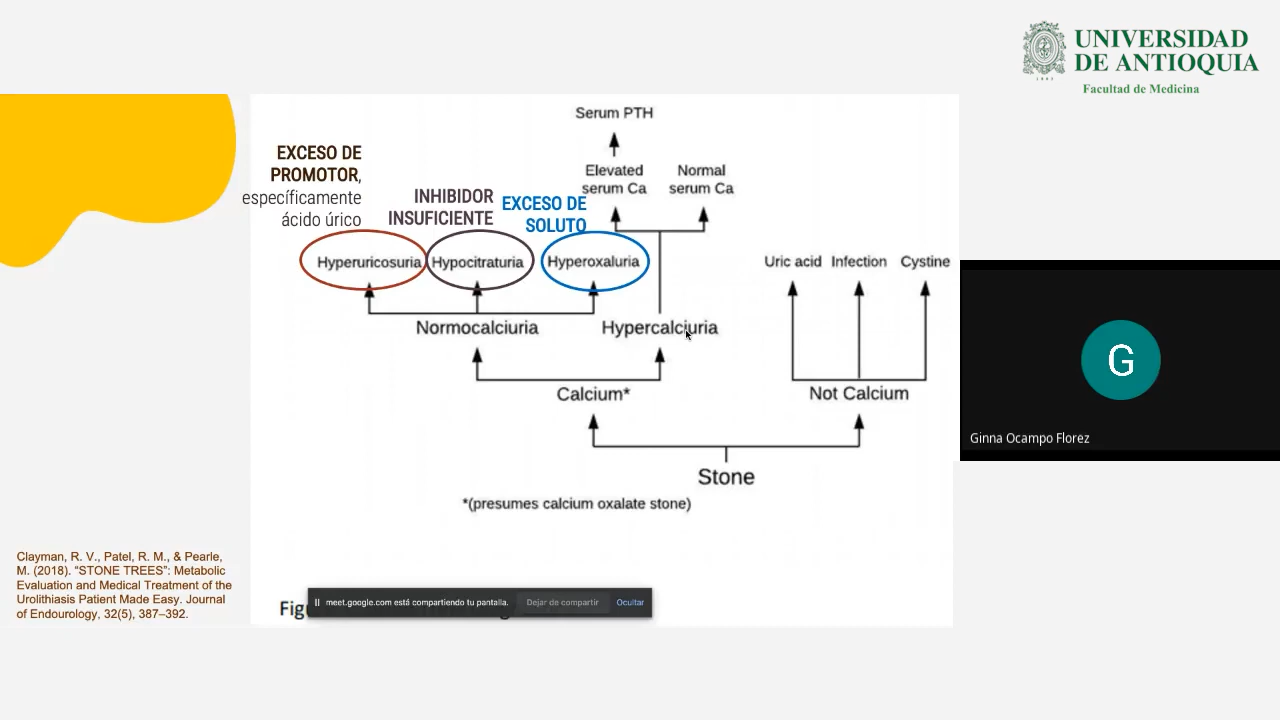 UNIVERSIDAD
DE ANTIOQUIA
1803
Facultad de Medicina
Serum PTH
Elevated
serum Ca
Normal
serum Ca
EXCESO DE
PROMOTOR,
específicamente
ácido úrico
INHIBIDOR
INSUFICIENTE
EXCESO DE
SOLUTO
Hyperuricosuria
Hypocitraturia
Hyperoxaluria
Uric acid
Infection
Cystine
Normocalciuria
Hypercalciuria
Calcium*
Not Calcium
Stone
*(presumes calcium oxalate stone)
Clayman, R. V., Patel, R. M., & Pearle,
M. (2018). "STONE TREES": Metabolic
Evaluation and Medical Treatment of the
Urolithiasis Patient Made Easy. Journal
of Endourology, 32(5), 387–392.
meet.google.com está compartiendo tu pantalla.
Dejar de compartir
Ocultar
G
Ginna Ocampo Florez